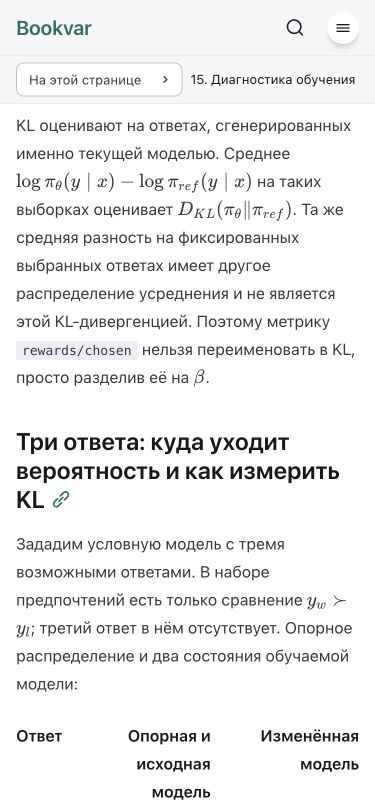 Bookvar
На этой странице
15. Диагностика обучения
KL оценивают на ответах, сгенерированных
именно текущей моделью. Среднее
log π_θ(y | x) − log π_ref(y | x) на таких
выборках оценивает D_KL(π_θ‖π_ref). Та же
средняя разность на фиксированных
выбранных ответах имеет другое
распределение усреднения и не является
этой KL-дивергенцией. Поэтому метрику
rewards/chosen нельзя переименовать в KL,
просто разделив её на β.
Три ответа: куда уходит
вероятность и как измерить
KL
Зададим условную модель с тремя
возможными ответами. В наборе
предпочтений есть только сравнение y_w ≻
y_l; третий ответ в нём отсутствует. Опорное
распределение и два состояния обучаемой
модели:
Ответ
Опорная и
исходная
модель
Изменённая
модель